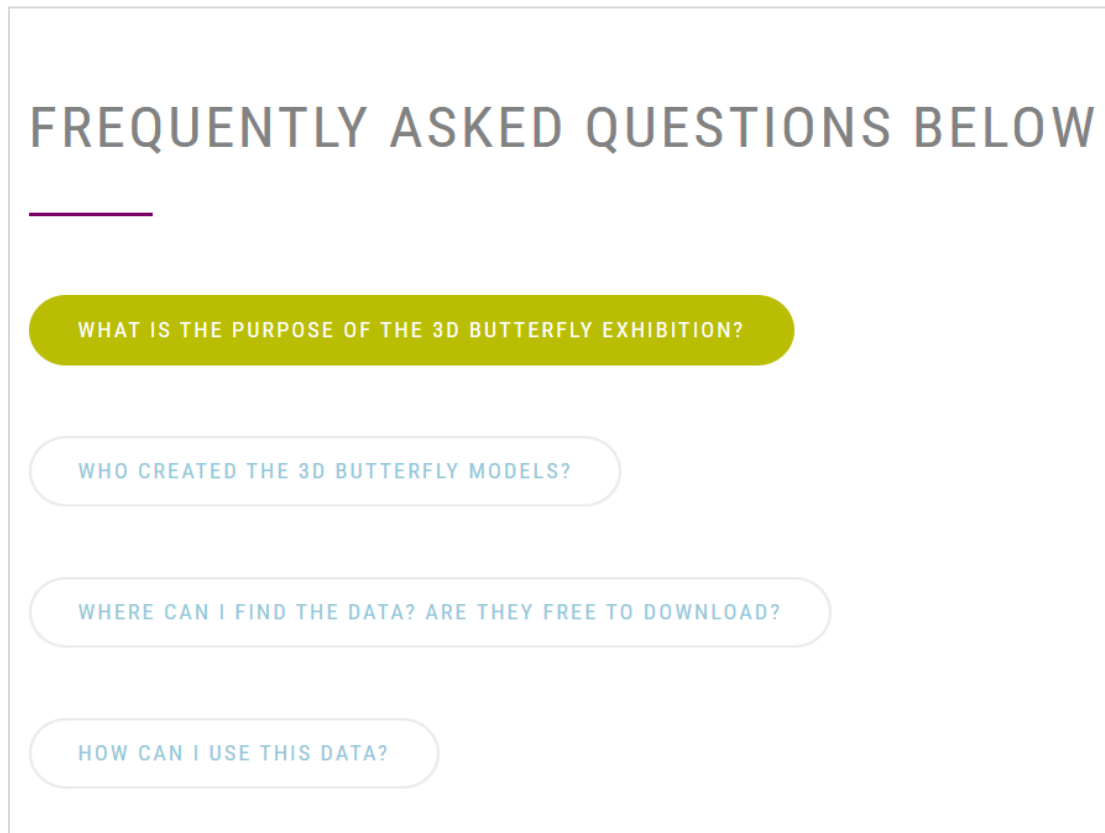 FREQUENTLY ASKED QUESTIONS BELOW
WHAT IS THE PURPOSE OF THE 3D BUTTERFLY EXHIBITION?
WHO CREATED THE 3D BUTTERFLY MODELS?
WHERE CAN I FIND THE DATA? ARE THEY FREE TO DOWNLOAD?
HOW CAN I USE THIS DATA?